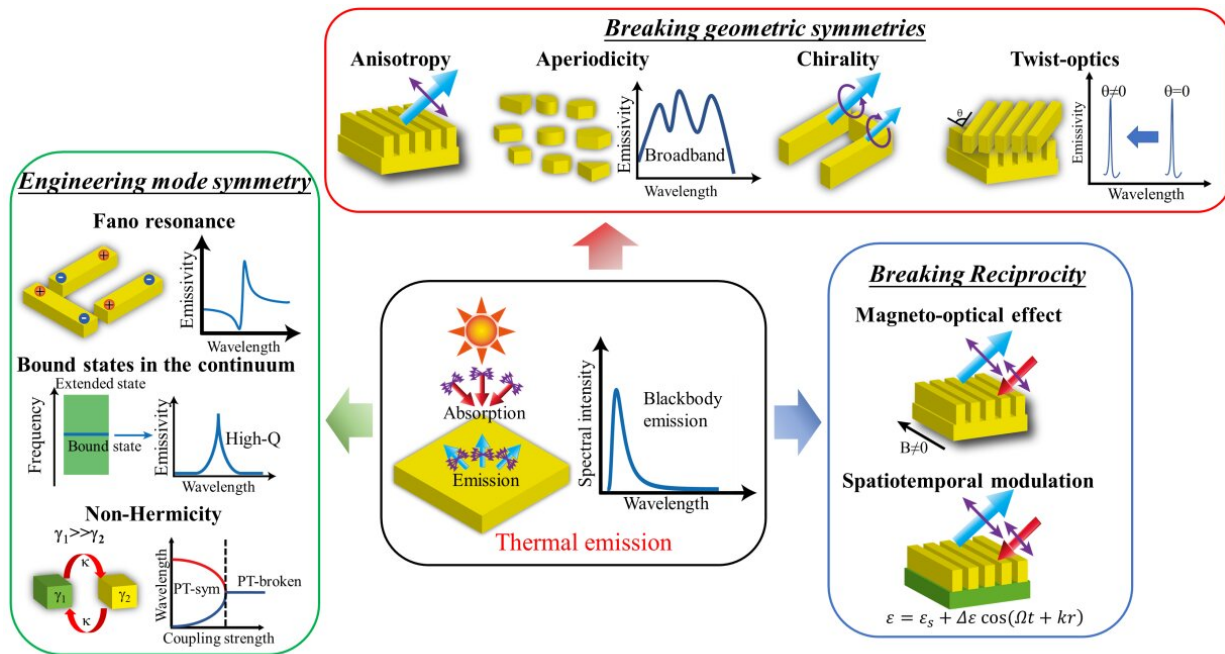 Breaking geometric symmetries
Anisotropy
Aperiodicity
Emissivity
Broadband
Wavelength
Chirality
Twist-optics
θ
Emissivity
θ≠0
θ=0
Wavelength
Engineering mode symmetry
Fano resonance
+
-
+
-
+
-
Emissivity
Wavelength
Bound states in the continuum
Extended state
Frequency
Bound state
Emissivity
High-Q
Wavelength
Non-Hermicity
γ₁>>γ₂
κ
γ₁
γ₂
κ
Wavelength
PT-sym
PT-broken
Coupling strength
Absorption
Emission
Spectral intensity
Blackbody
emission
Wavelength
Thermal emission
Breaking Reciprocity
Magneto-optical effect
B≠0
Spatiotemporal modulation
ε = εₛ + Δε cos(Ωt + kr)